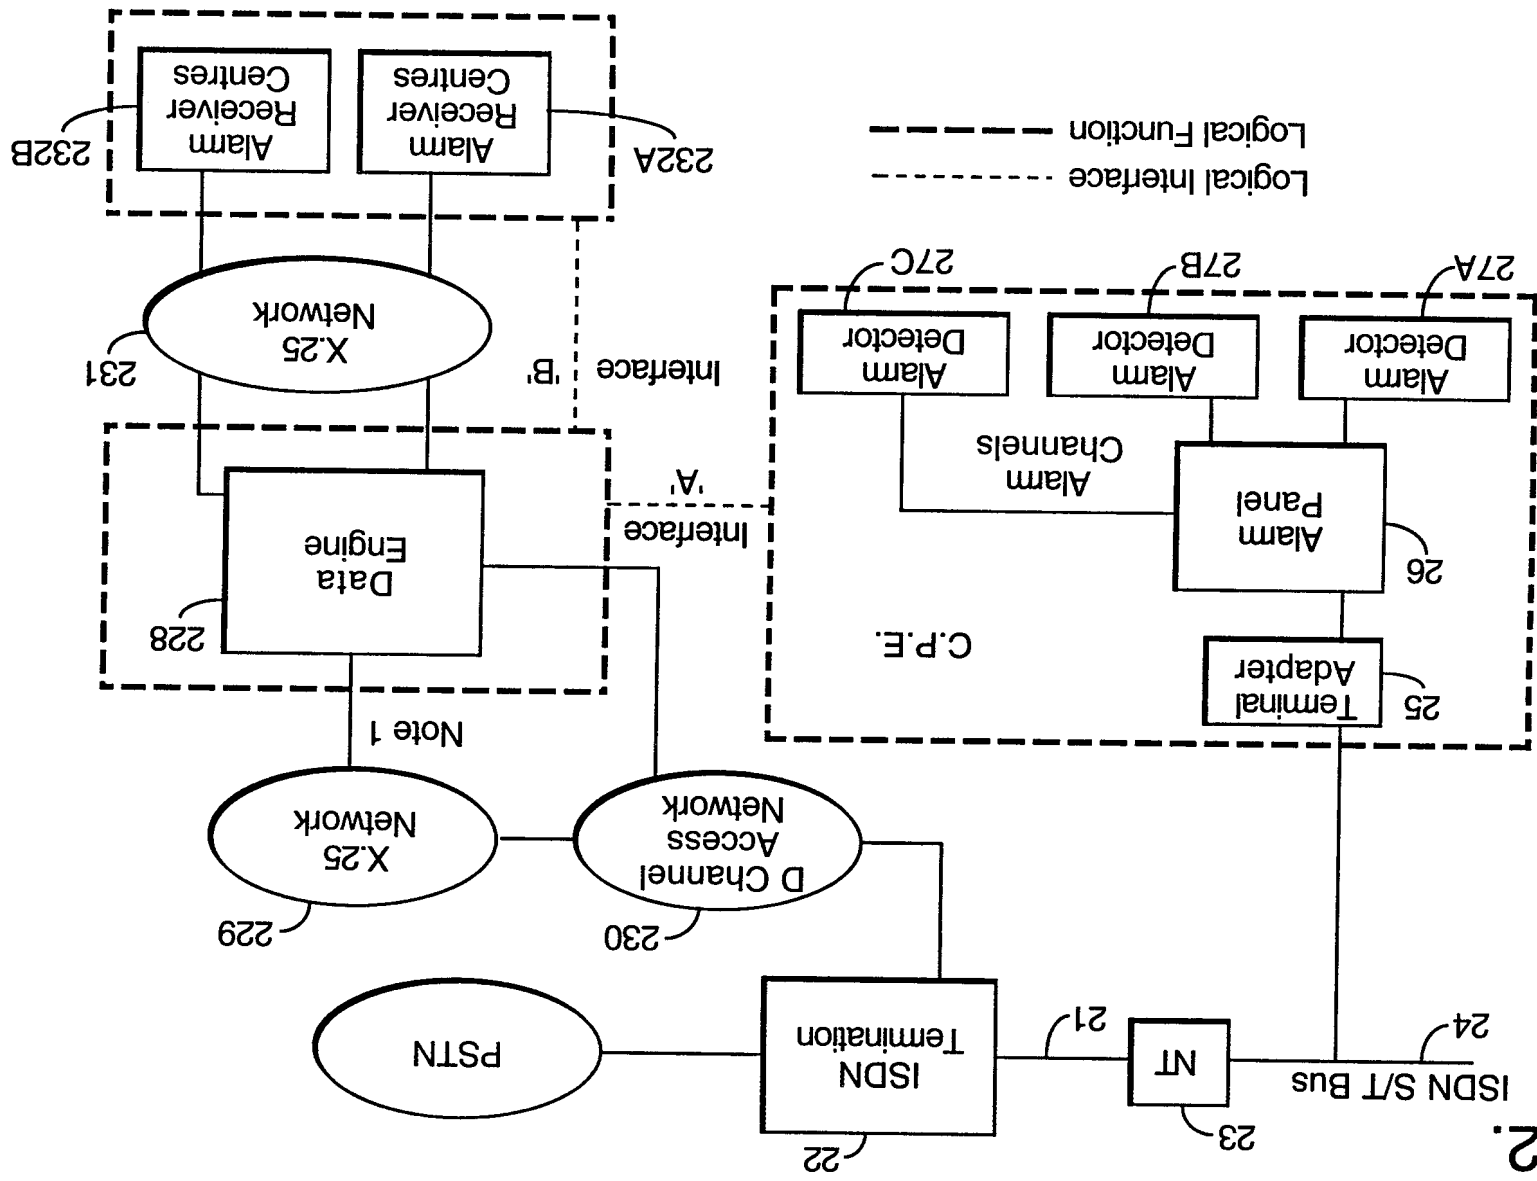 2.
22
23
ISDN S/T Bus
24
NT
21
ISDN
Termination
PSTN
230
229
D Channel
Access
Network
X.25
Network
Note 1
25
Terminal
Adapter
C.P.E.
228
Data
Engine
26
Alarm
Panel
Alarm
Channels
Interface
'A'
Interface
'B'
231
X.25
Network
Alarm
Detector
Alarm
Detector
Alarm
Detector
27A
27B
27C
Logical Interface
Logical Function
232A
232B
Alarm
Receiver
Centres
Alarm
Receiver
Centres